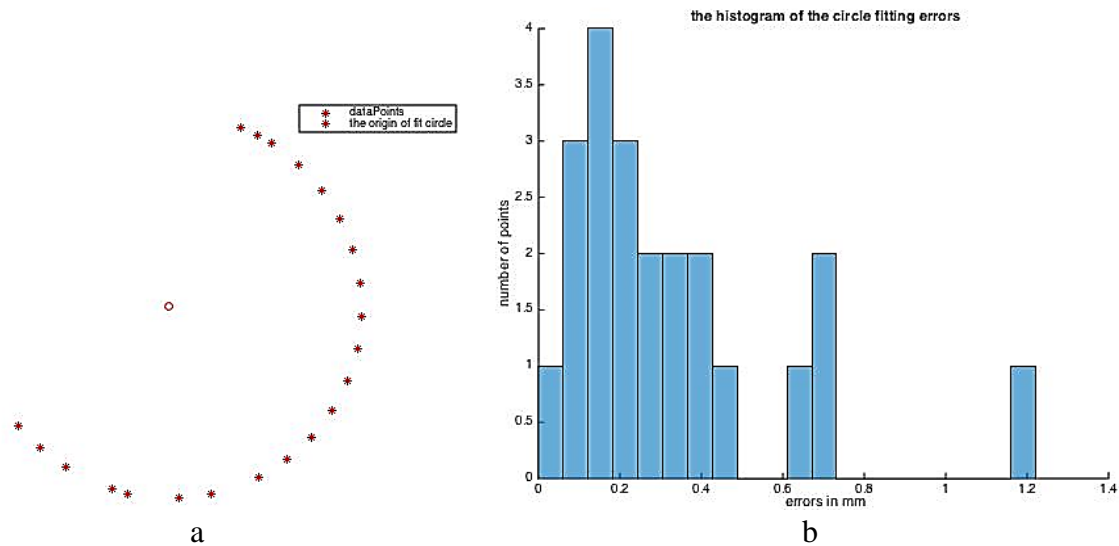 dataPoints
the origin of fit circle
a
the histogram of the circle fitting errors
number of points
4
3.5
3
2.5
2
1.5
1
0.5
0
0 0.2 0.4 0.6 0.8 1 1.2 1.4
errors in mm
b